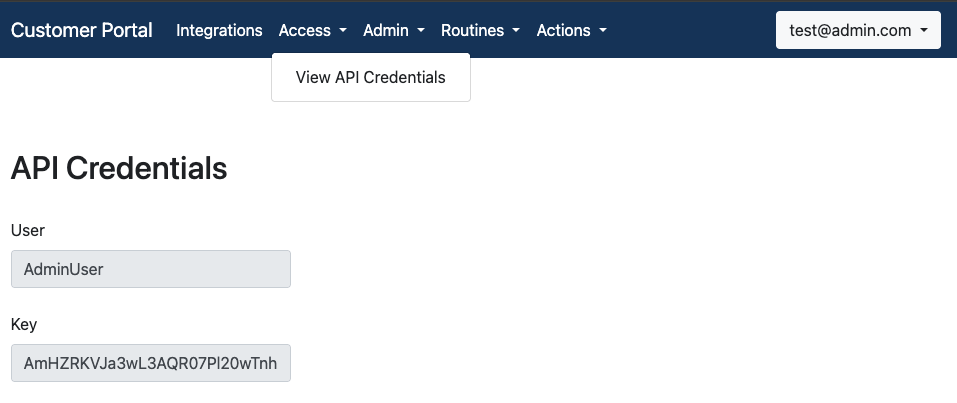 Customer Portal Integrations Access Admin Routines Actions test@admin.com
View API Credentials
API Credentials
User
AdminUser
Key
AmHZRKVJa3wL3AQR07Pl20wTnh